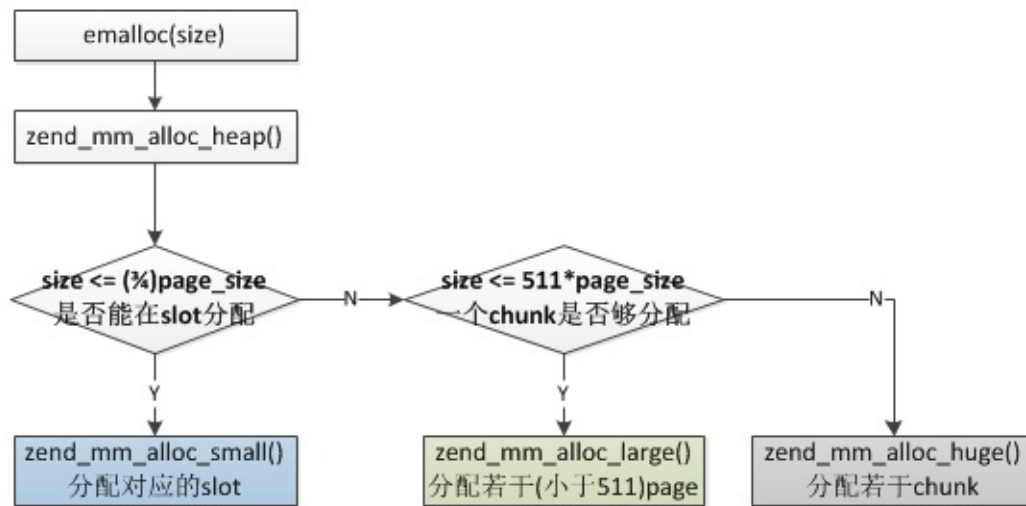 emalloc(size)
zend_mm_alloc_heap()
size <= (¾)page_size
是否能在slot分配
N
size <= 511*page_size
一个chunk是否够分配
N
Y
Y
zend_mm_alloc_small()
分配对应的slot
zend_mm_alloc_large()
分配若干(小于511)page
zend_mm_alloc_huge()
分配若干chunk